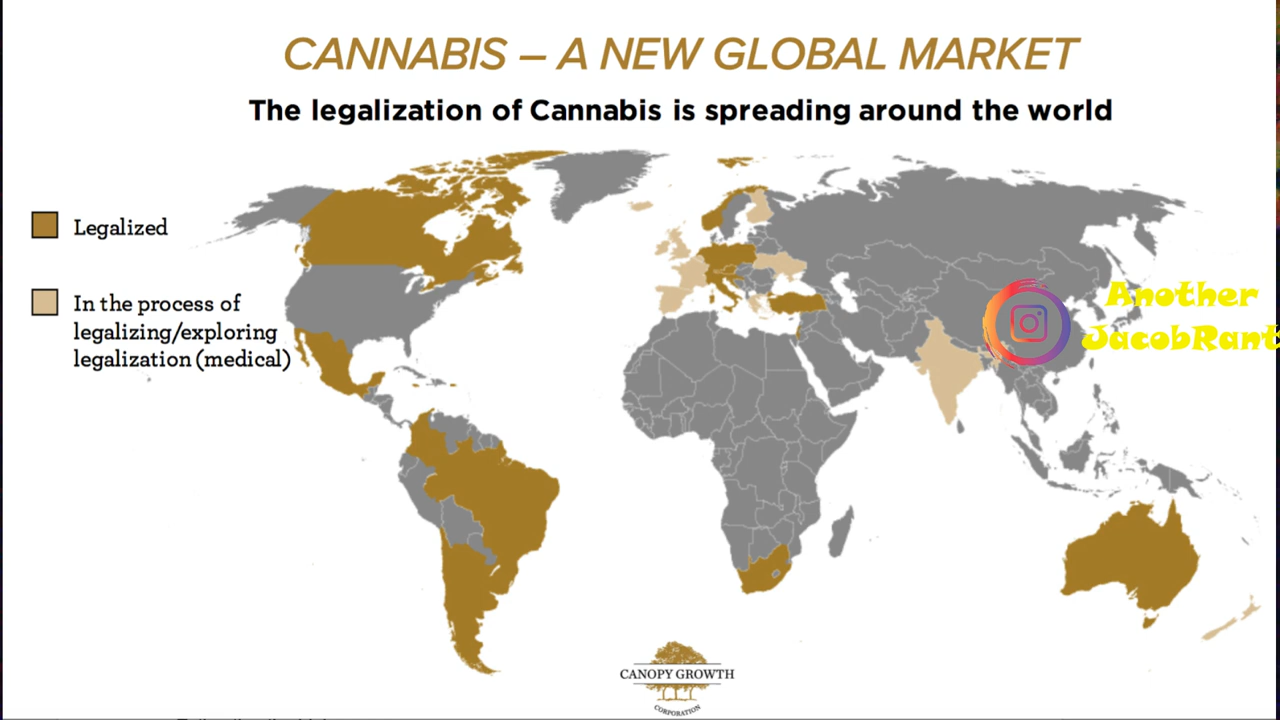 CANNABIS – A NEW GLOBAL MARKET
The legalization of Cannabis is spreading around the world
Legalized
In the process of
legalizing/exploring
legalization (medical)
Another
JacobRant
CANOPY GROWTH
CORPORATION